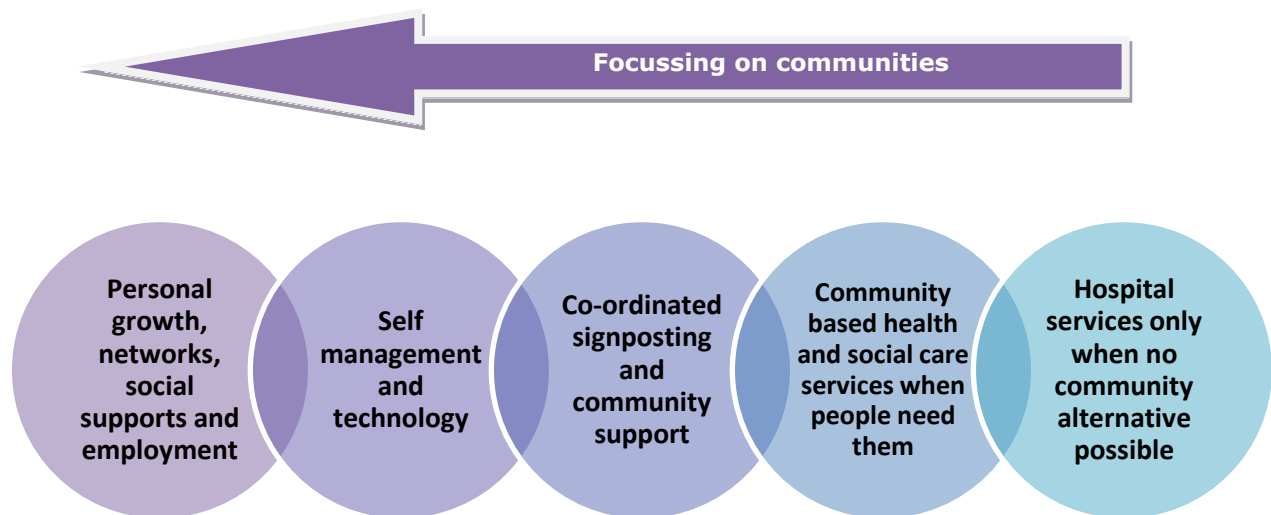 Focussing on communities
Personal
growth,
networks,
social
supports and
employment
Self
management
and
technology
Co-ordinated
signposting
and
community
support
Community
based health
and social care
services when
people need
them
Hospital
services only
when no
community
alternative
possible